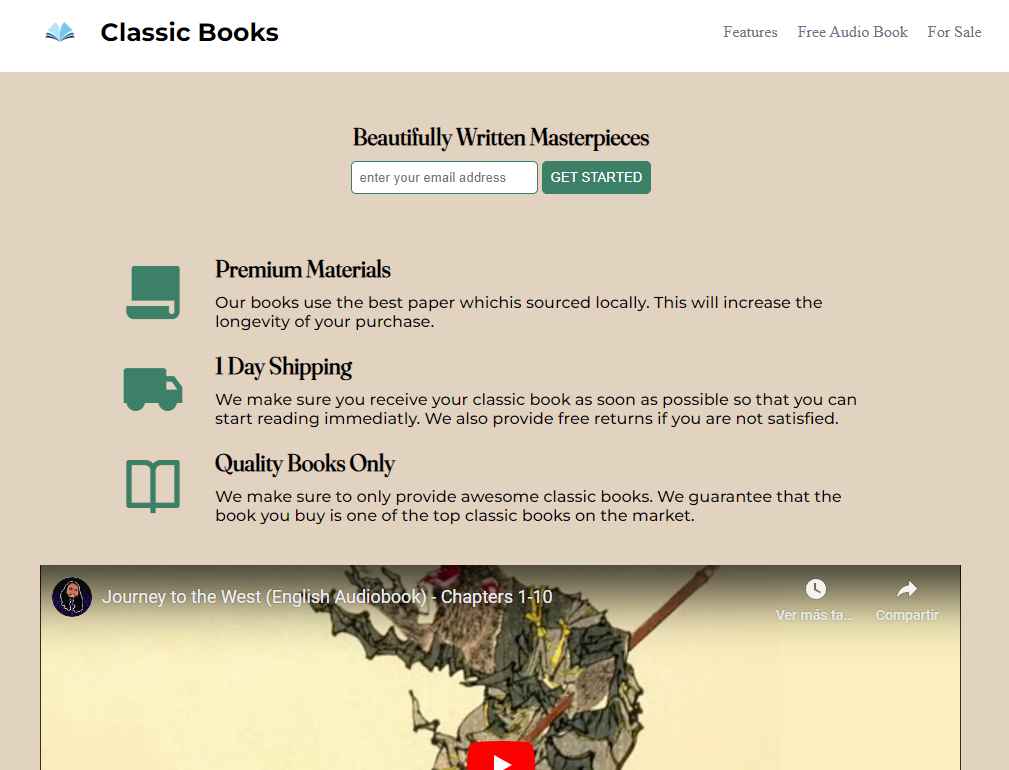 Classic Books
Features Free Audio Book For Sale
Beautifully Written Masterpieces
enter your email address GET STARTED
Premium Materials
Our books use the best paper whichis sourced locally. This will increase the
longevity of your purchase.
1 Day Shipping
We make sure you receive your classic book as soon as possible so that you can
start reading immediatly. We also provide free returns if you are not satisfied.
Quality Books Only
We make sure to only provide awesome classic books. We guarantee that the
book you buy is one of the top classic books on the market.
Journey to the West (English Audiobook) - Chapters 1-10
Ver más ta... Compartir